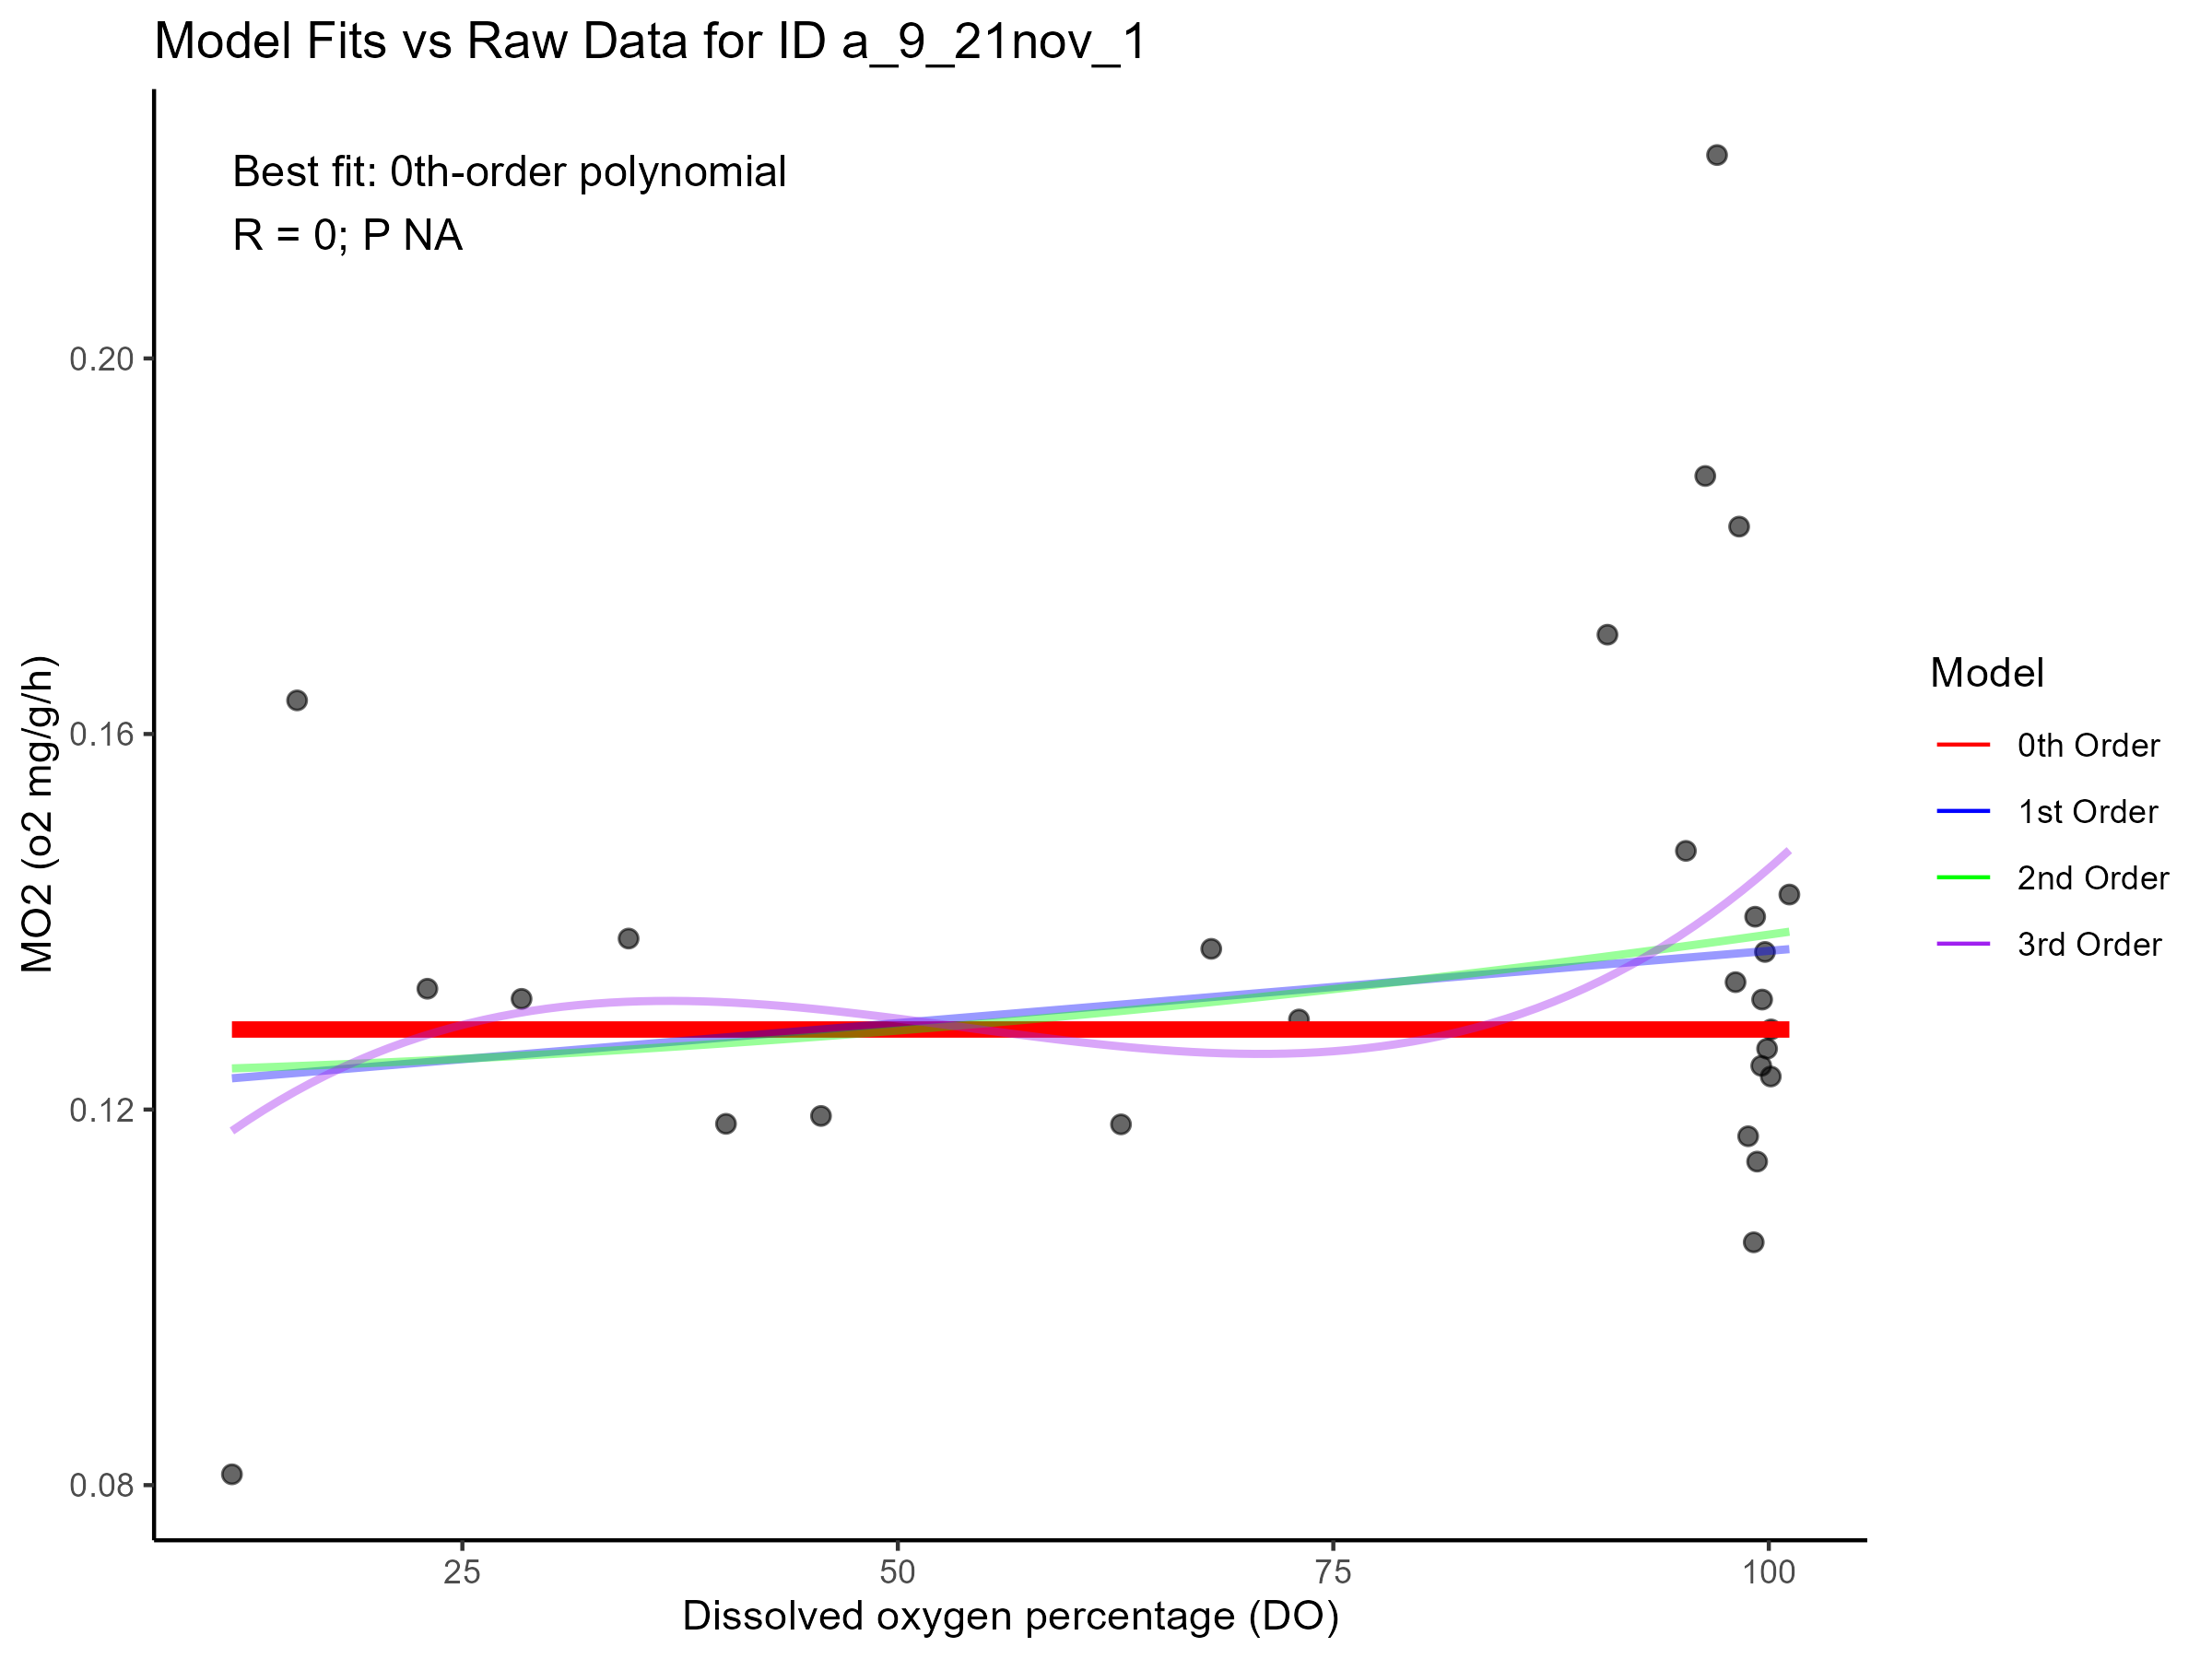 Model Fits vs Raw Data for ID a_9_21nov_1
Best fit: 0th-order polynomial
R = 0; P NA
0.20
0.16
0.12
0.08
MO2 (o2 mg/g/h)
25
50
75
100
Dissolved oxygen percentage (DO)
Model
0th Order
1st Order
2nd Order
3rd Order